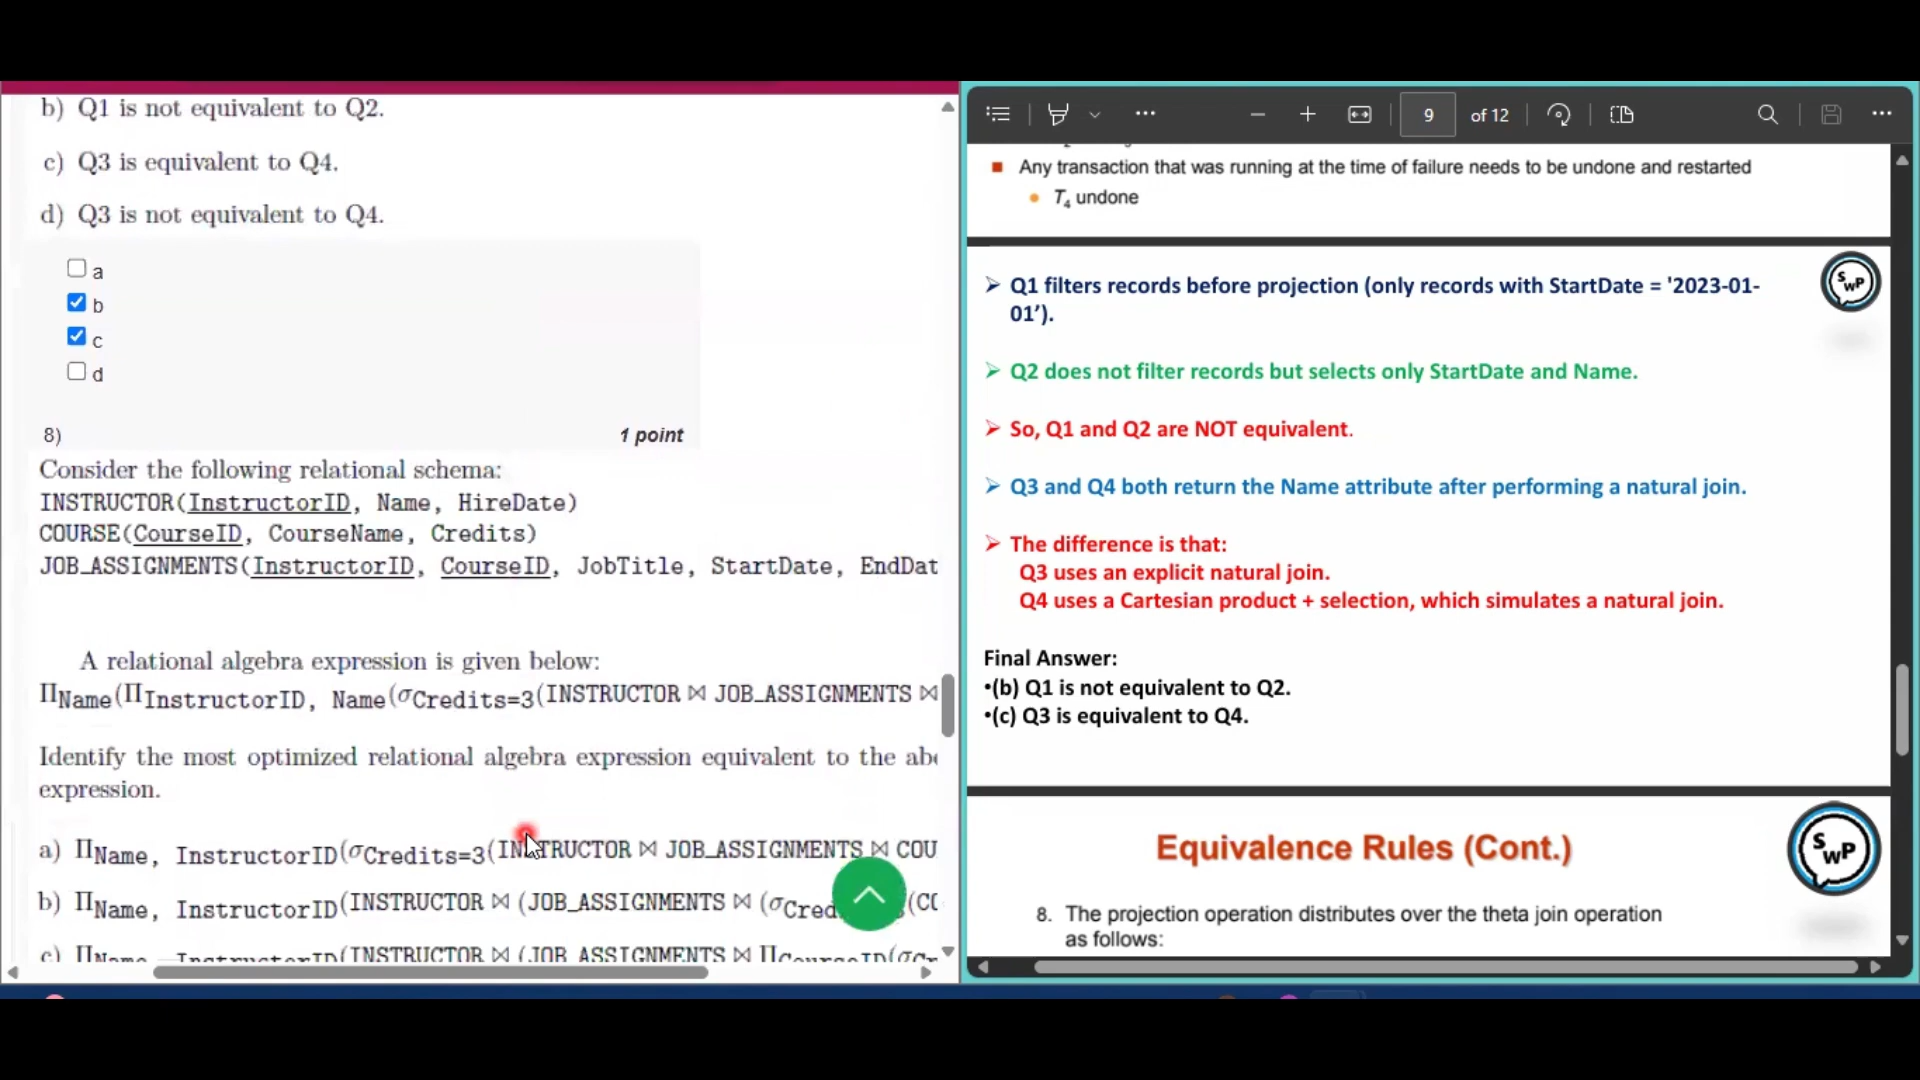 b) Q1 is not equivalent to Q2.
c) Q3 is equivalent to Q4.
d) Q3 is not equivalent to Q4.
a
b
c
d
8)
1 point
Consider the following relational schema:
INSTRUCTOR(InstructorID, Name, HireDate)
COURSE(CourseID, CourseName, Credits)
JOB_ASSIGNMENTS(InstructorID, CourseID, JobTitle, StartDate, EndDat
A relational algebra expression is given below:
ΠName(ΠInstructorID, Name(σCredits=3(INSTRUCTOR ⋈ JOB_ASSIGNMENTS ⋈
Identify the most optimized relational algebra expression equivalent to the ab
expression.
a) ΠName, InstructorID(σCredits=3(INSTRUCTOR ⋈ JOB_ASSIGNMENTS ⋈ COU
b) ΠName, InstructorID(INSTRUCTOR ⋈ (JOB_ASSIGNMENTS ⋈ (σCred (CO
c) ΠName, InstructorID(INSTRUCTOR ⋈ (JOB_ASSIGNMENTS ⋈ ΠCourseID(σCr
9 of 12
Any transaction that was running at the time of failure needs to be undone and restarted
T4 undone
SWP
➢ Q1 filters records before projection (only records with StartDate = '2023-01-
01’).
➢ Q2 does not filter records but selects only StartDate and Name.
➢ So, Q1 and Q2 are NOT equivalent.
➢ Q3 and Q4 both return the Name attribute after performing a natural join.
➢ The difference is that:
Q3 uses an explicit natural join.
Q4 uses a Cartesian product + selection, which simulates a natural join.
Final Answer:
•(b) Q1 is not equivalent to Q2.
•(c) Q3 is equivalent to Q4.
Equivalence Rules (Cont.)
SWP
8. The projection operation distributes over the theta join operation
as follows: